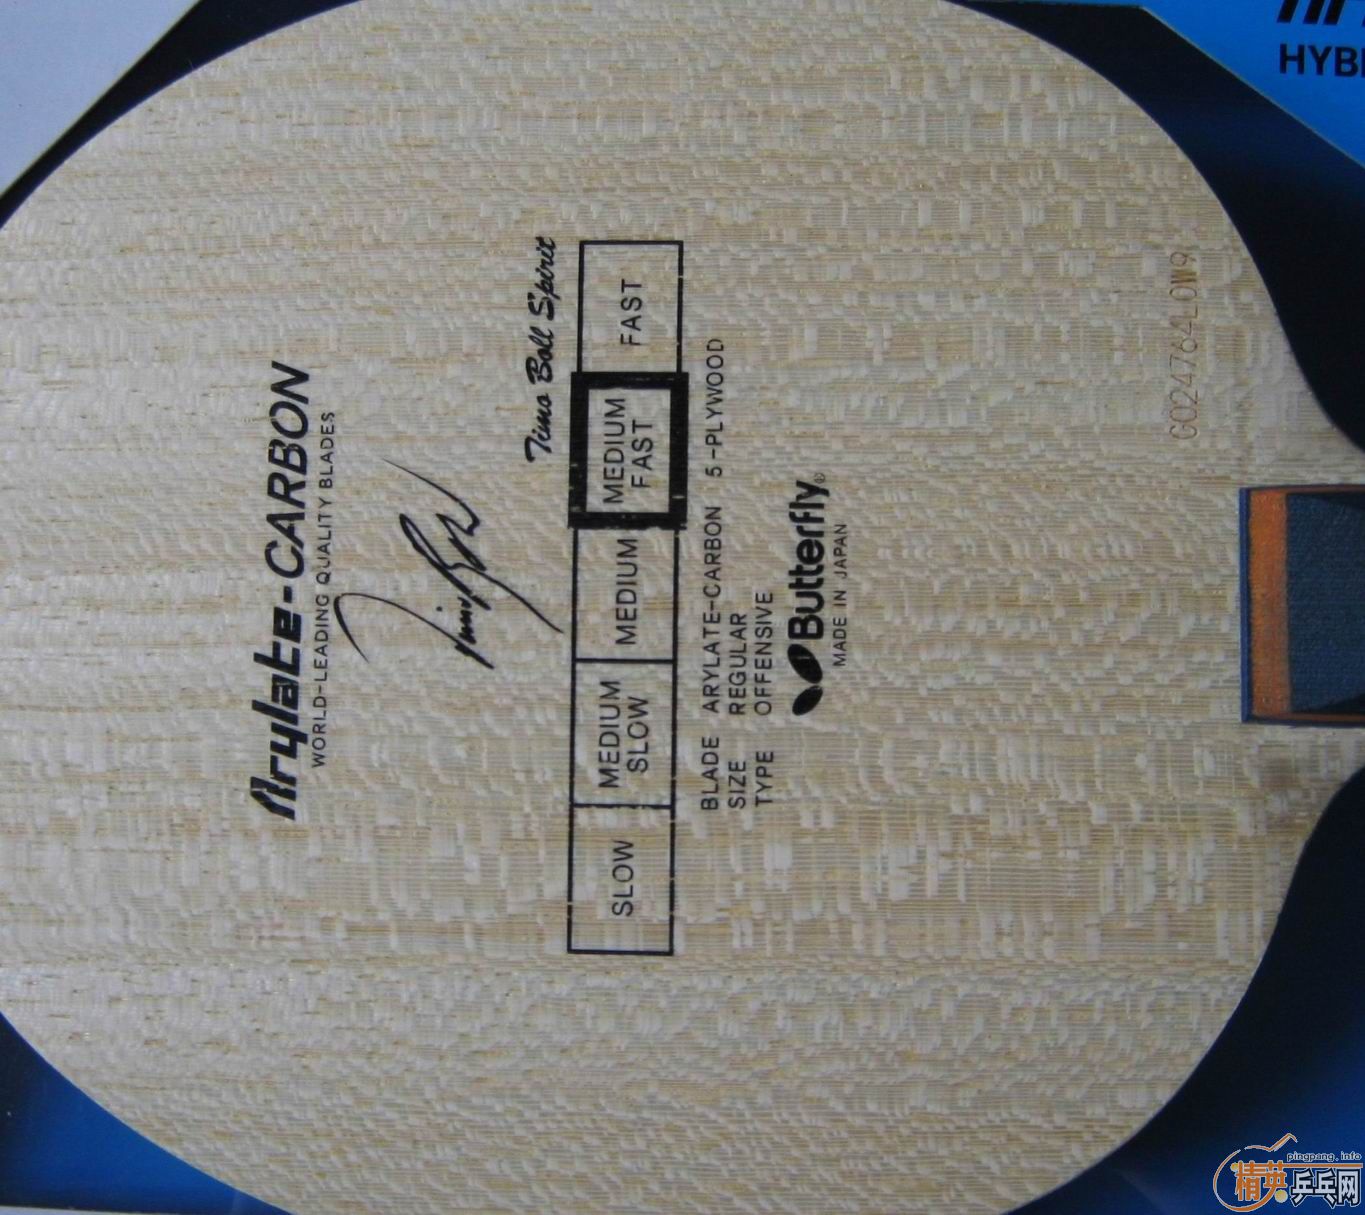 Arylate-CARBON
WORLD-LEADING QUALITY BLADES
Timo Boll Spirit
SLOW
MEDIUM
SLOW
MEDIUM
MEDIUM
FAST
FAST
BLADE ARYLATE-CARBON 5-PLYWOOD
SIZE REGULAR
TYPE OFFENSIVE
Butterfly®
MADE IN JAPAN
HYB
pingpang.info
精英乒乓网